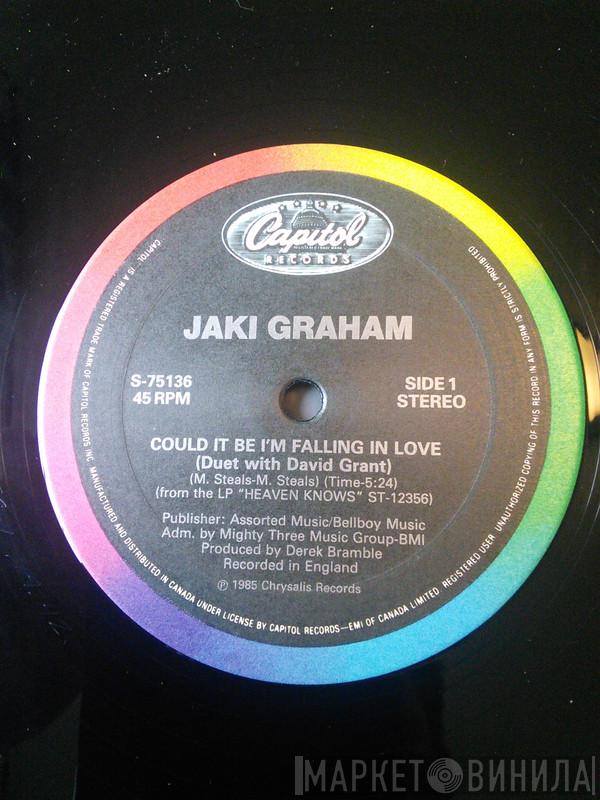 Capitol
RECORDS
JAKI GRAHAM
S-75136
45 RPM
SIDE 1
STEREO
COULD IT BE I'M FALLING IN LOVE
(Duet with David Grant)
(M. Steals-M. Steals) (Time-5:24)
(from the LP "HEAVEN KNOWS" ST-12356)
Publisher: Assorted Music/Bellboy Music
Adm. by Mighty Three Music Group-BMI
Produced by Derek Bramble
Recorded in England
℗ 1985 Chrysalis Records
CAPITOL - IS A REGISTERED TRADE MARK OF CAPITOL RECORDS INC. MANUFACTURED AND DISTRIBUTED IN CANADA UNDER LICENSE BY CAPITOL RECORDS—EMI OF CANADA LIMITED. REGISTERED USER UNAUTHORIZED COPYING OF THIS RECORD IN ANY FORM IS STRICTLY PROHIBITED
МАРКЕТ ВИНИЛА